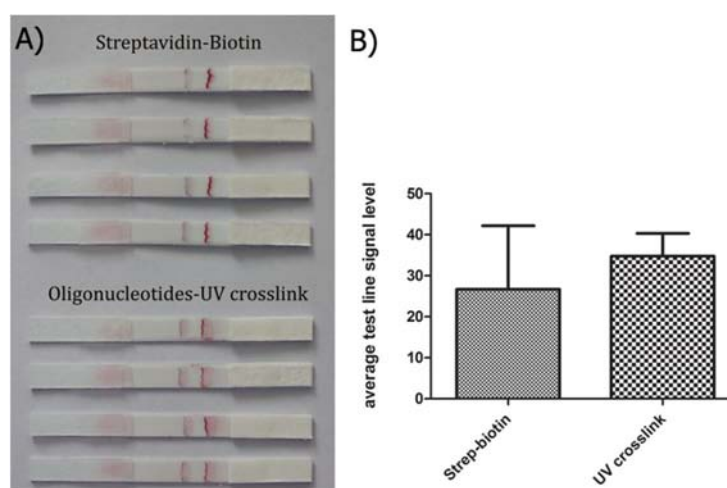 A)
Streptavidin-Biotin
Oligonucleotides-UV crosslink
B)
average test line signal level
50
40
30
20
10
0
Strep-biotin
UV crosslink